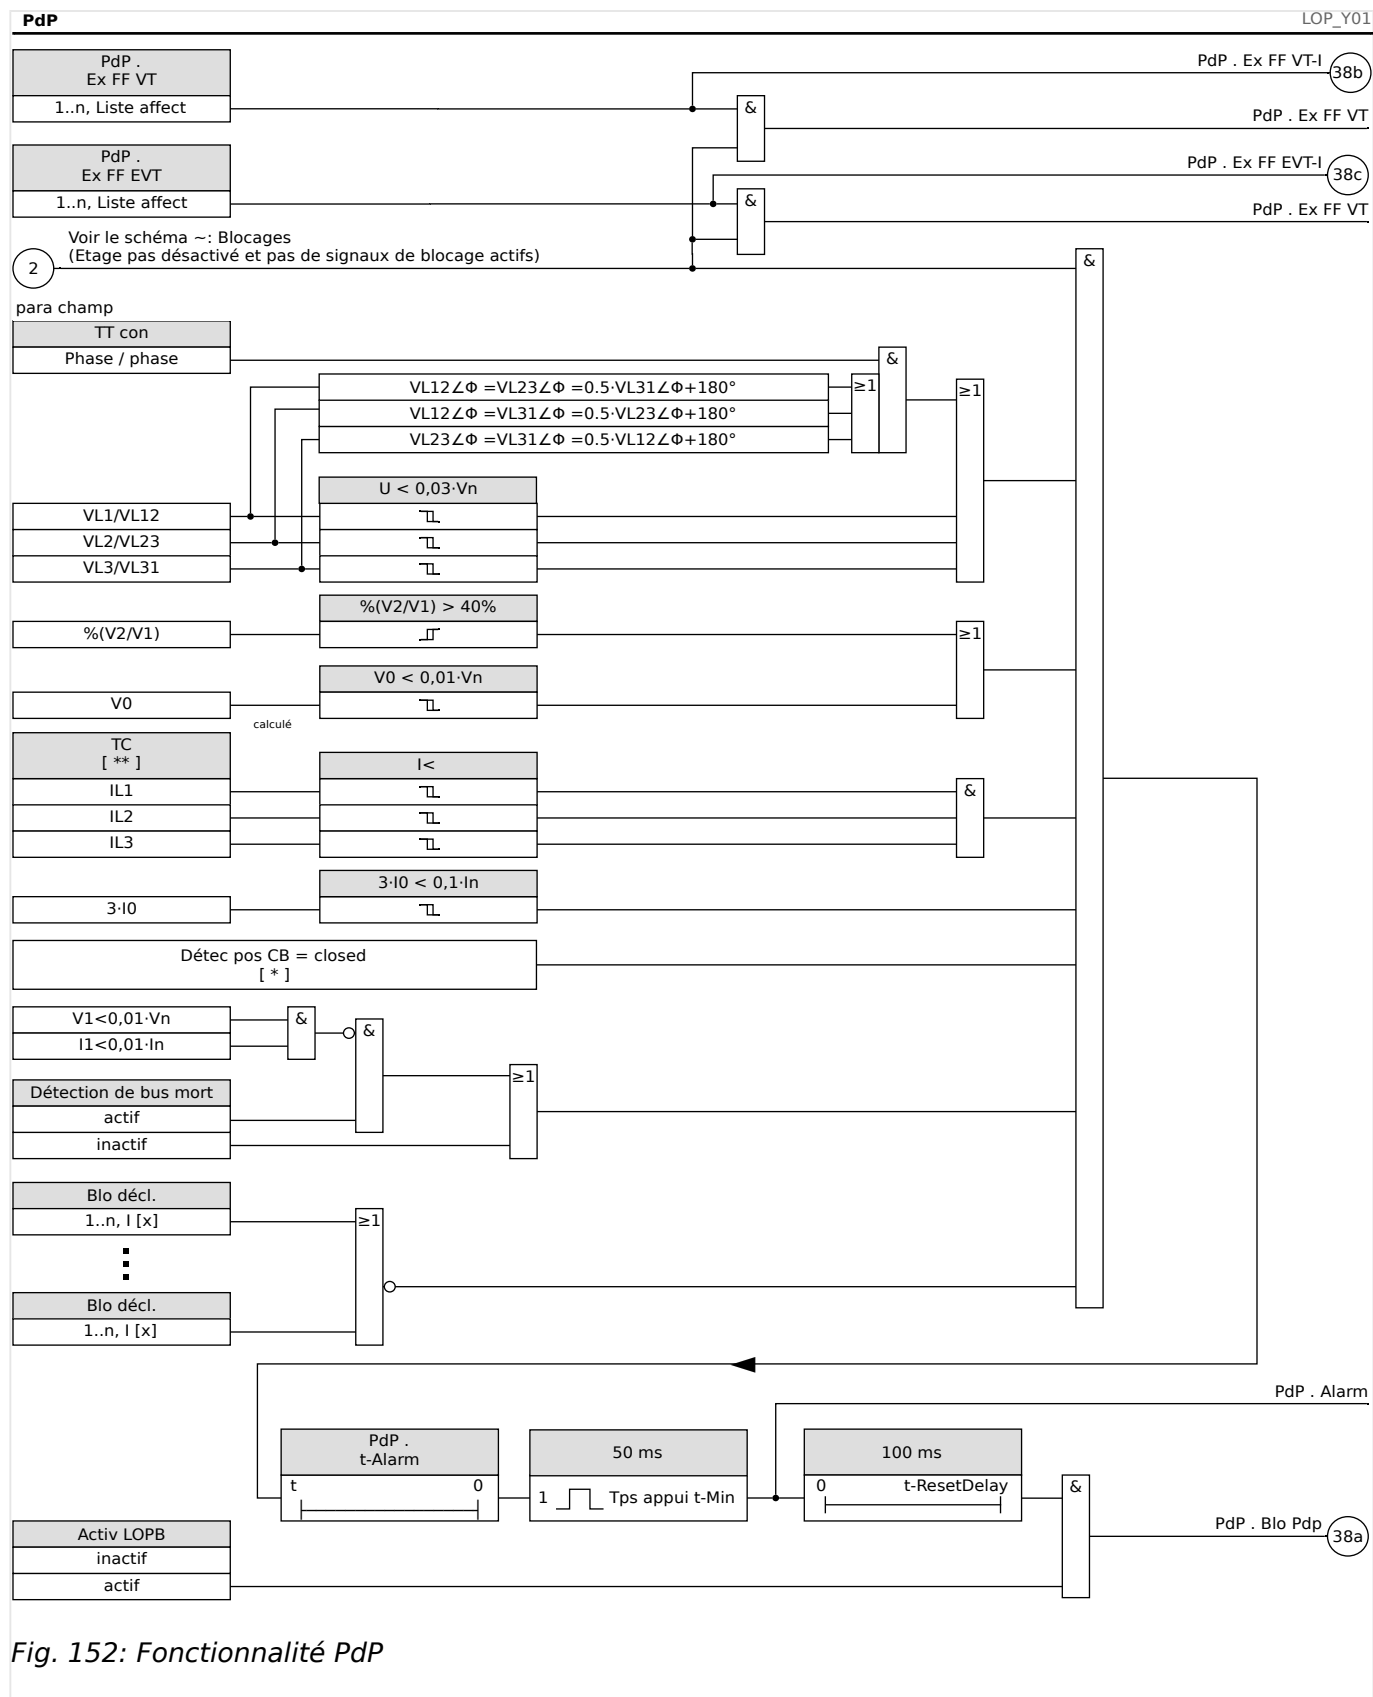 PdP
LOP_Y01
PdP .
Ex FF VT
1..n, Liste affect
PdP . Ex FF VT-I
38b
&
PdP . Ex FF VT
PdP .
Ex FF EVT
1..n, Liste affect
PdP . Ex FF EVT-I
38c
&
PdP . Ex FF VT
Voir le schéma ~: Blocages
(Etage pas désactivé et pas de signaux de blocage actifs)
2
&
para champ
TT con
Phase / phase
&
VL12∠Φ =VL23∠Φ =0.5·VL31∠Φ+180°
≥1
≥1
VL12∠Φ =VL31∠Φ =0.5·VL23∠Φ+180°
VL23∠Φ =VL31∠Φ =0.5·VL12∠Φ+180°
U < 0,03·Vn
VL1/VL12
VL2/VL23
VL3/VL31
%(V2/V1) > 40%
%(V2/V1)
≥1
V0 < 0,01·Vn
V0
calculé
TC
[ ** ]
I<
IL1
&
IL2
IL3
3·I0 < 0,1·In
3·I0
Détec pos CB = closed
[ * ]
V1<0,01·Vn
&
&
I1<0,01·In
≥1
Détection de bus mort
actif
inactif
Blo décl.
1..n, I [x]
≥1
Blo décl.
1..n, I [x]
PdP . Alarm
PdP .
t-Alarm
t 0
50 ms
1 Tps appui t-Min
100 ms
0 t-ResetDelay
&
PdP . Blo Pdp
38a
Activ LOPB
inactif
actif
Fig. 152: Fonctionnalité PdP